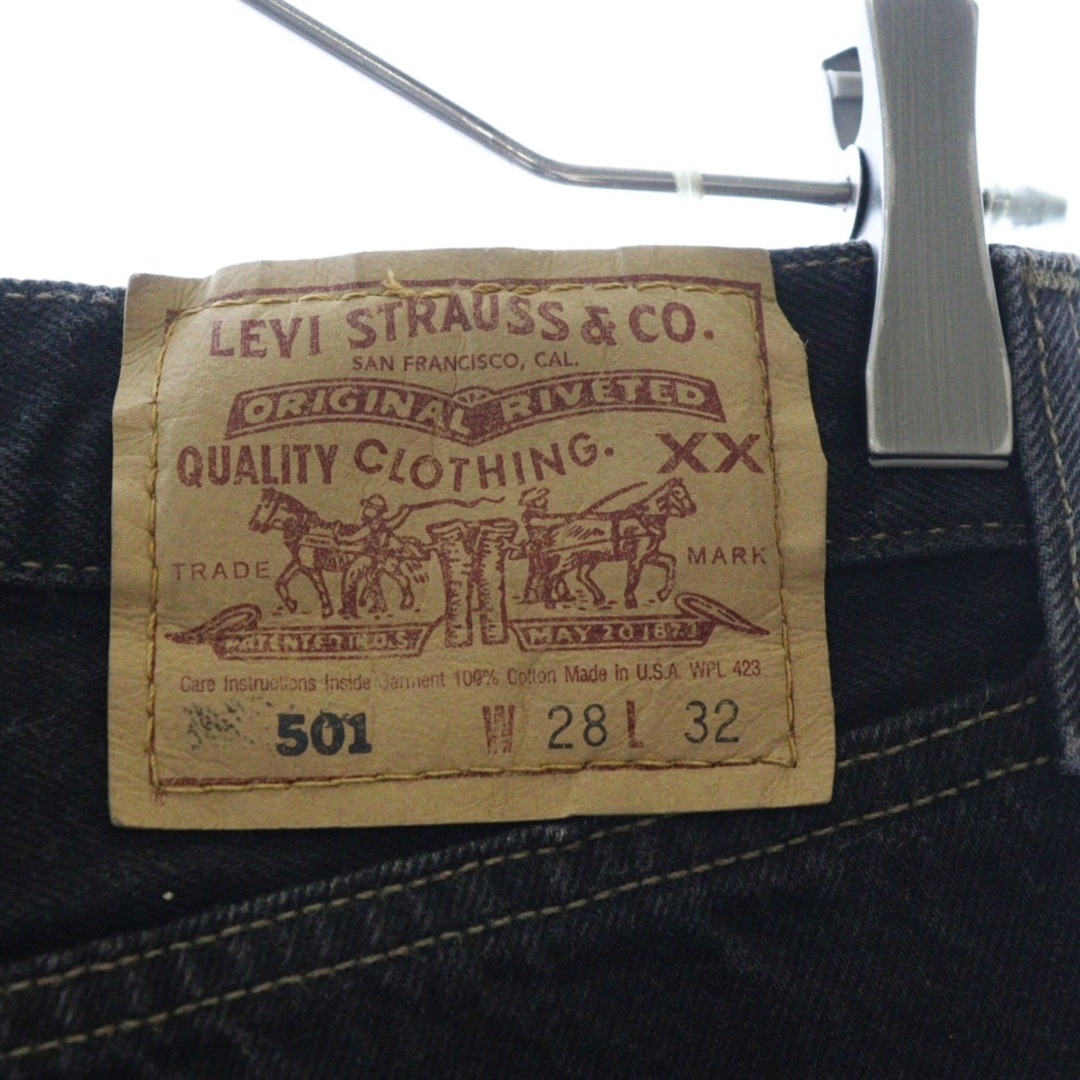 LEVI STRAUSS & CO.
SAN FRANCISCO, CAL.
ORIGINAL RIVETED
QUALITY CLOTHING. XX
TRADE MARK
PATENTED IN U.S. MAY 20 1873
Care Instructions Inside Garment 100% Cotton Made in U.S.A. WPL 423
501 W 28 L 32